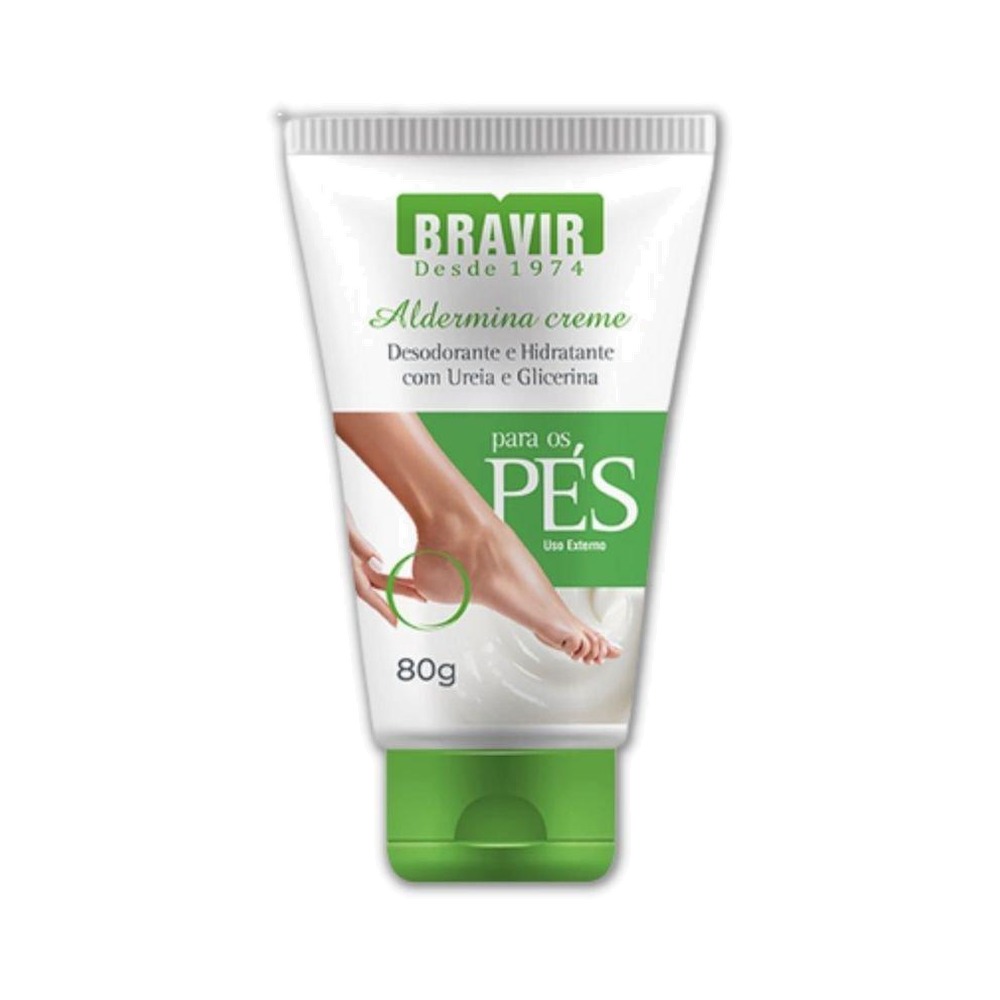 BRAVIR
Desde 1974
Aldermina creme
Desodorante e Hidratante
com Ureia e Glicerina
para os
PÉS
Uso Externo
80g